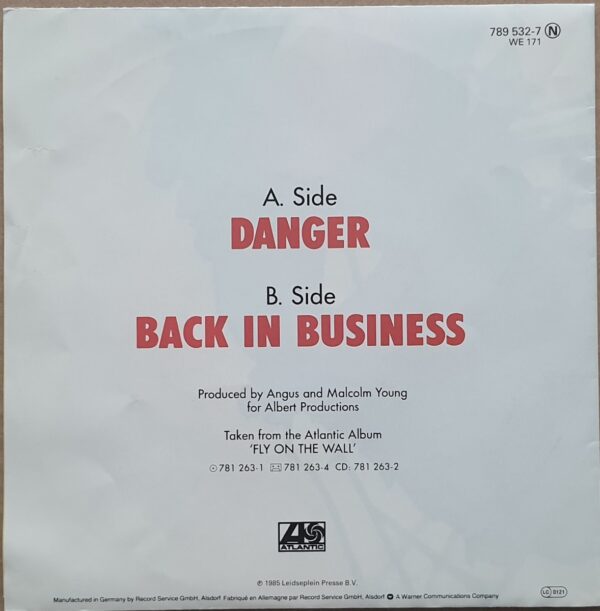 789 532-7 N
WE 171
A. Side
DANGER
B. Side
BACK IN BUSINESS
Produced by Angus and Malcolm Young
for Albert Productions
Taken from the Atlantic Album
'FLY ON THE WALL'
781 263-1 781 263-4 CD: 781 263-2
ATLANTIC
℗ 1985 Leidseplein Presse B.V.
Manufactured in Germany by Record Service GmbH, Alsdorf. Fabriqué en Allemagne par Record Service GmbH, Alsdorf. A Warner Communications Company
LC 0121